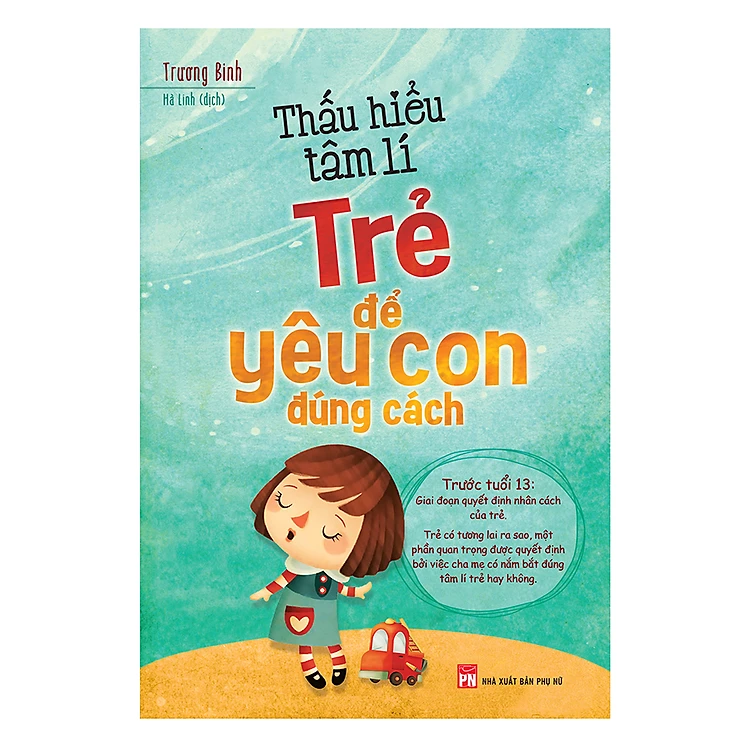 Trương Binh
Hà Linh (dịch)
Thấu hiểu
tâm lí
Trẻ
để
yêu con
đúng cách
Trước tuổi 13:
Giai đoạn quyết định nhân cách
của trẻ.
Trẻ có tương lai ra sao, một
phần quan trọng được quyết định
bởi việc cha mẹ có nắm bắt đúng
tâm lí trẻ hay không.
PN NHÀ XUẤT BẢN PHỤ NỮ